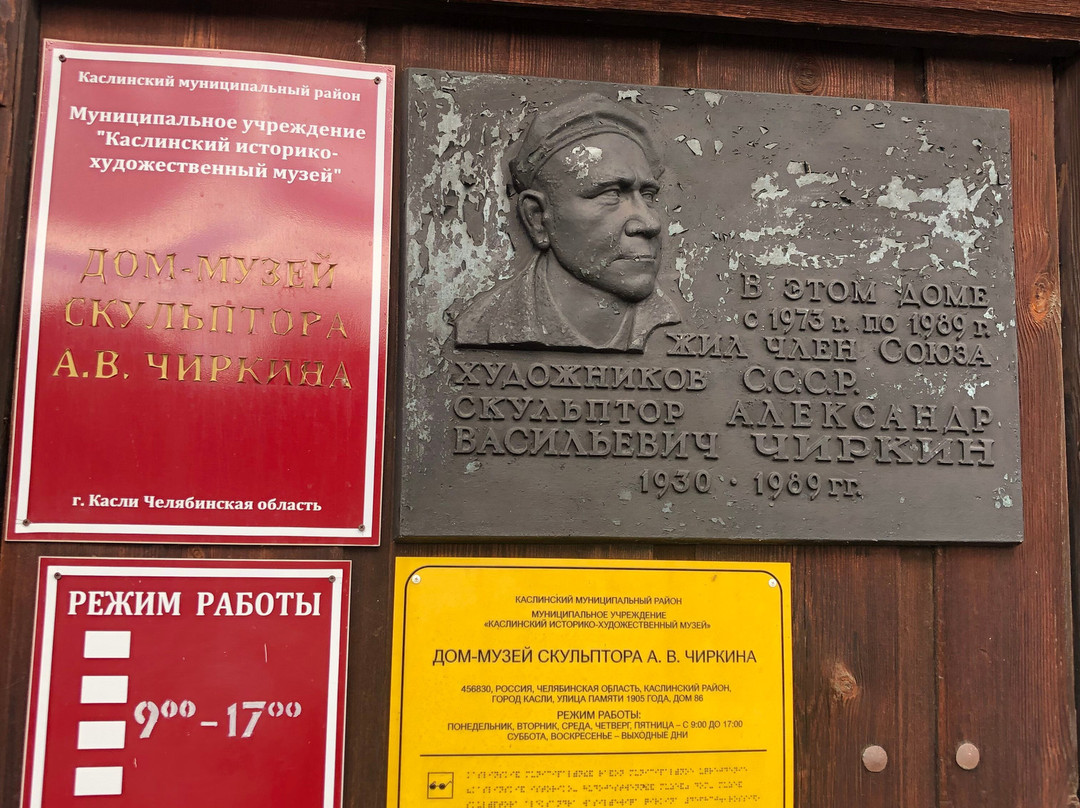 Каслинский муниципальный район
Муниципальное учреждение
"Каслинский историко-
художественный музей"
ДОМ-МУЗЕЙ
СКУЛЬПТОРА
А.В. ЧИРКИНА
г. Касли Челябинская область
В ЭТОМ ДОМЕ
С 1973 г. ПО 1989 г.
ЖИЛ ЧЛЕН СОЮЗА
ХУДОЖНИКОВ С.С.С.Р.
СКУЛЬПТОР АЛЕКСАНДР
ВАСИЛЬЕВИЧ ЧИРКИН
1930 · 1989 гг.
РЕЖИМ РАБОТЫ
9⁰⁰-17⁰⁰
КАСЛИНСКИЙ МУНИЦИПАЛЬНЫЙ РАЙОН
МУНИЦИПАЛЬНОЕ УЧРЕЖДЕНИЕ
«КАСЛИНСКИЙ ИСТОРИКО-ХУДОЖЕСТВЕННЫЙ МУЗЕЙ»
ДОМ-МУЗЕЙ СКУЛЬПТОРА А. В. ЧИРКИНА
456830, РОССИЯ, ЧЕЛЯБИНСКАЯ ОБЛАСТЬ, КАСЛИНСКИЙ РАЙОН,
ГОРОД КАСЛИ, УЛИЦА ПАМЯТИ 1905 ГОДА, ДОМ 86
РЕЖИМ РАБОТЫ:
ПОНЕДЕЛЬНИК, ВТОРНИК, СРЕДА, ЧЕТВЕРГ, ПЯТНИЦА – С 9:00 ДО 17:00
СУББОТА, ВОСКРЕСЕНЬЕ – ВЫХОДНЫЕ ДНИ